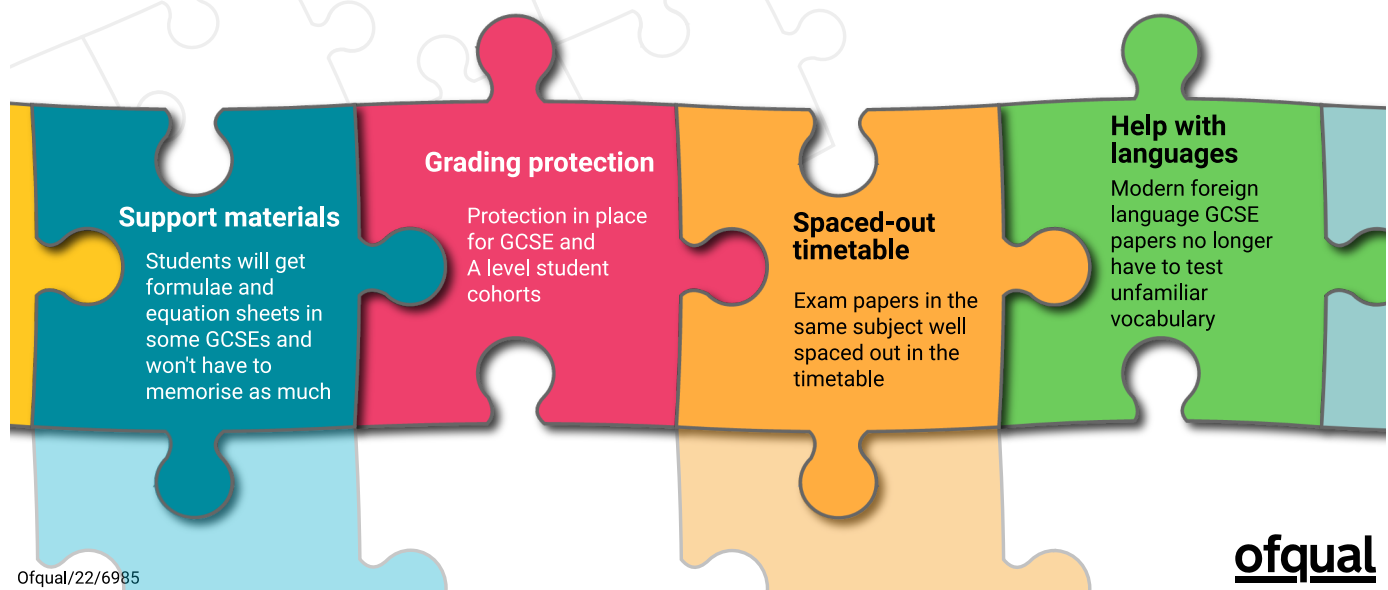 Support materials
Students will get
formulae and
equation sheets in
some GCSEs and
won't have to
memorise as much
Grading protection
Protection in place
for GCSE and
A level student
cohorts
Spaced-out
timetable
Exam papers in the
same subject well
spaced out in the
timetable
Help with
languages
Modern foreign
language GCSE
papers no longer
have to test
unfamiliar
vocabulary
Ofqual/22/6985
ofqual